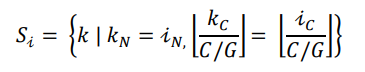 S_i = {k | k_N = i_N, ⌊k_C / C/G⌋ = ⌊i_C / C/G⌋}